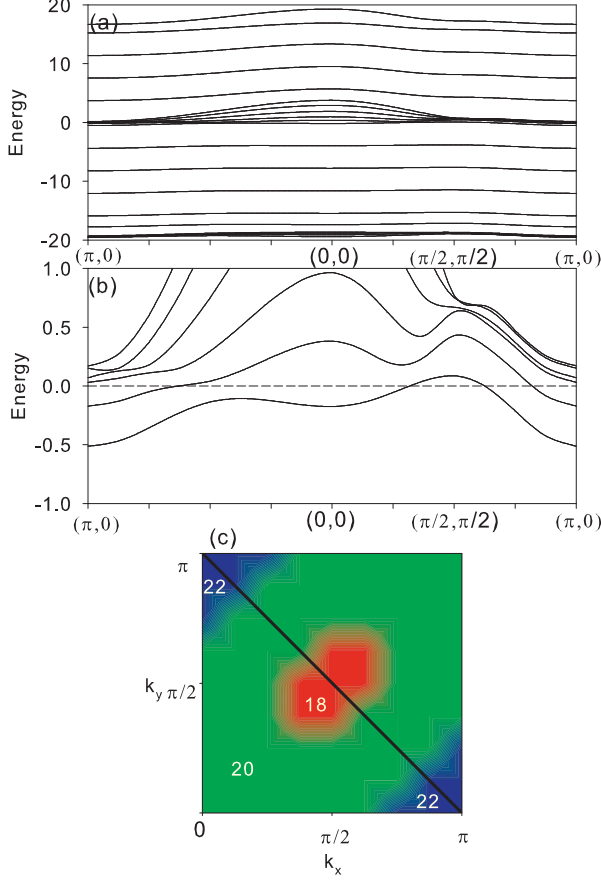 20
(a)
10
0
-10
-20
Energy
(π,0) (0,0) (π/2,π/2) (π,0)
1.0
(b)
0.5
0.0
-0.5
-1.0
Energy
(π,0) (0,0) (π/2,π/2) (π,0)
(c)
π
22
k_y π/2
18
20
22
0 π/2 π
k_x